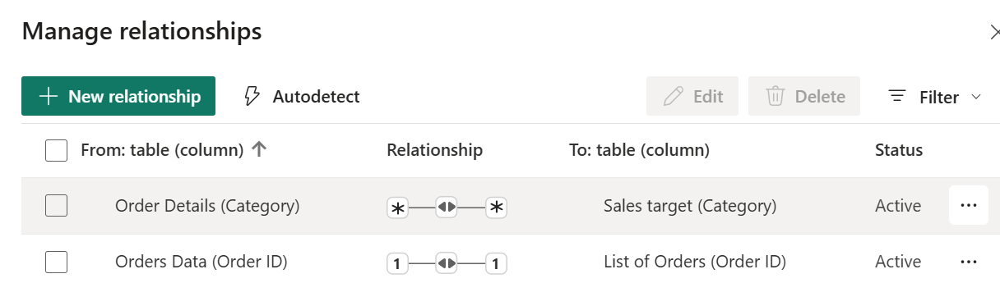 Manage relationships
New relationship Autodetect Edit Delete Filter
From: table (column) Relationship To: table (column) Status
Order Details (Category) * * Sales target (Category) Active ...
Orders Data (Order ID) 1 1 List of Orders (Order ID) Active ...